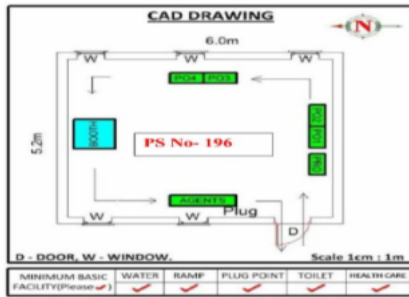 CAD DRAWING
N
6.0m
W W W
PO4 PO3
5.2m
BOOTH
PS No- 196
PO2 PO1
PRO
AGENTS
Plug
W W
D
D - DOOR, W - WINDOW.
Scale 1cm : 1m
MINIMUM BASIC FACILITY(Please✓) WATER RAMP PLUG POINT TOILET HEALTH CARE